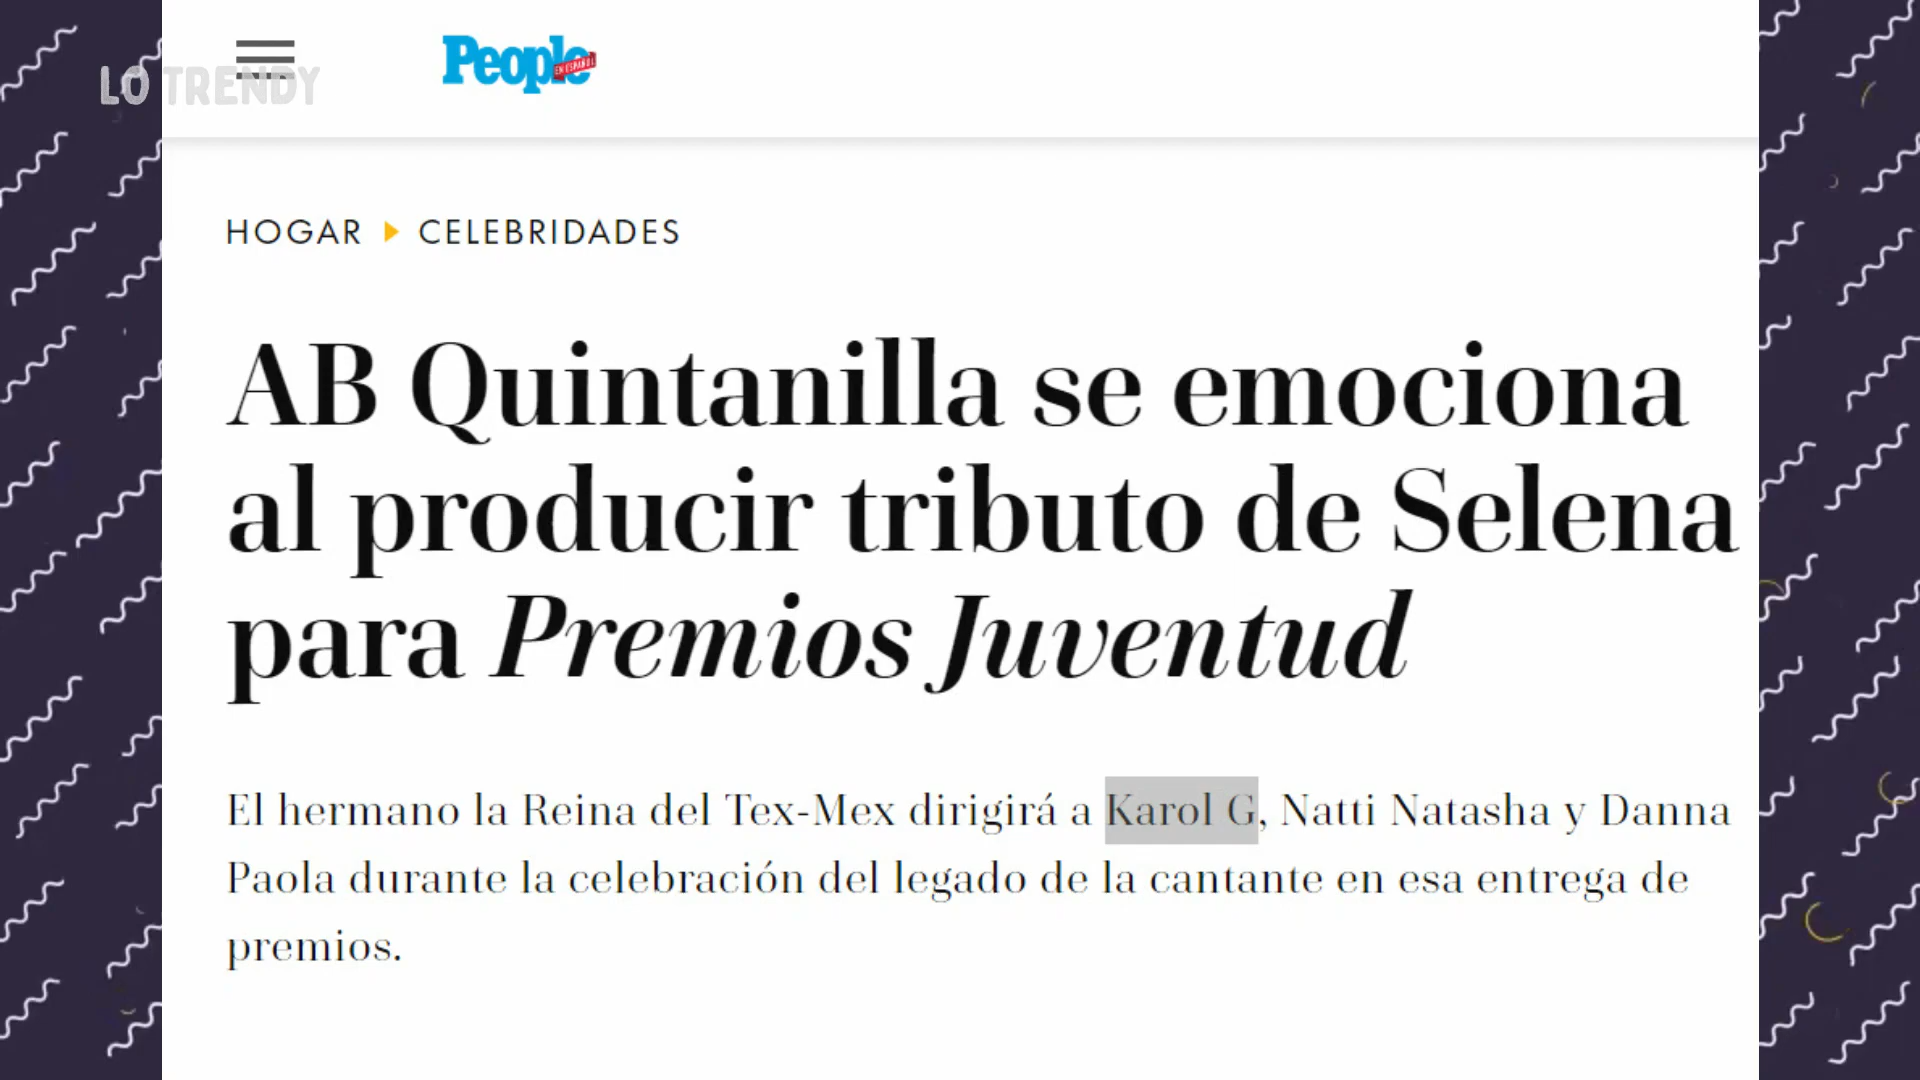 LO TRENDY
People
EN ESPAÑOL
HOGAR CELEBRIDADES
AB Quintanilla se emociona
al producir tributo de Selena
para Premios Juventud
El hermano la Reina del Tex-Mex dirigirá a Karol G, Natti Natasha y Danna
Paola durante la celebración del legado de la cantante en esa entrega de
premios.